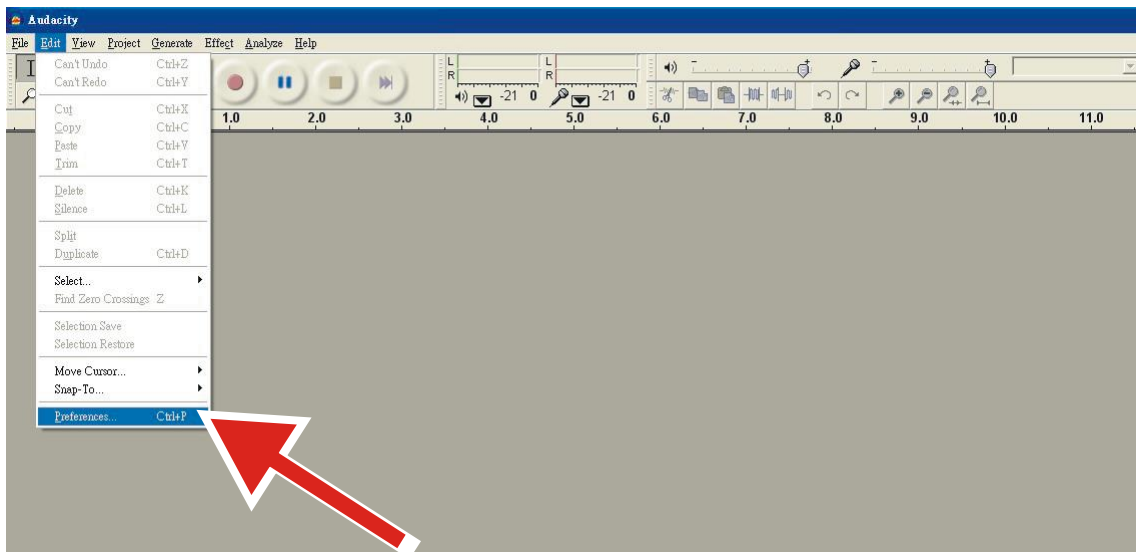 Audacity
File Edit View Project Generate Effect Analyze Help
Can't Undo Ctrl+Z
Can't Redo Ctrl+Y
Cut Ctrl+X
Copy Ctrl+C
Paste Ctrl+V
Trim Ctrl+T
Delete Ctrl+K
Silence Ctrl+L
Split
Duplicate Ctrl+D
Select...
Find Zero Crossings Z
Selection Save
Selection Restore
Move Cursor...
Snap-To...
Preferences... Ctrl+P
L L
R R
-21 0 -21 0
1.0 2.0 3.0 4.0 5.0 6.0 7.0 8.0 9.0 10.0 11.0